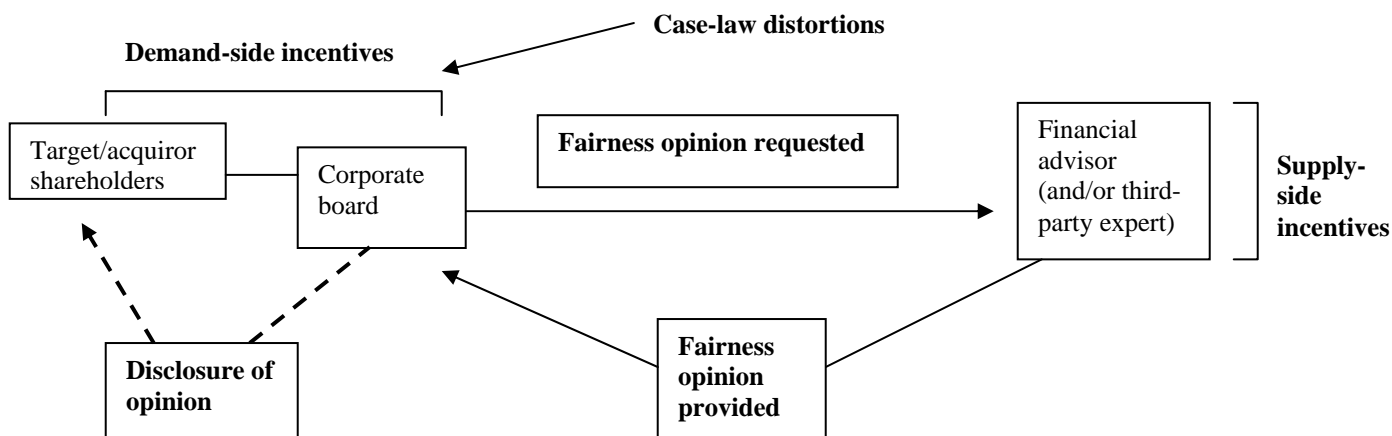 Case-law distortions
Demand-side incentives
Target/acquiror
shareholders
Corporate
board
Fairness opinion requested
Financial
advisor
(and/or third-
party expert)
Supply-
side
incentives
Disclosure of
opinion
Fairness
opinion
provided